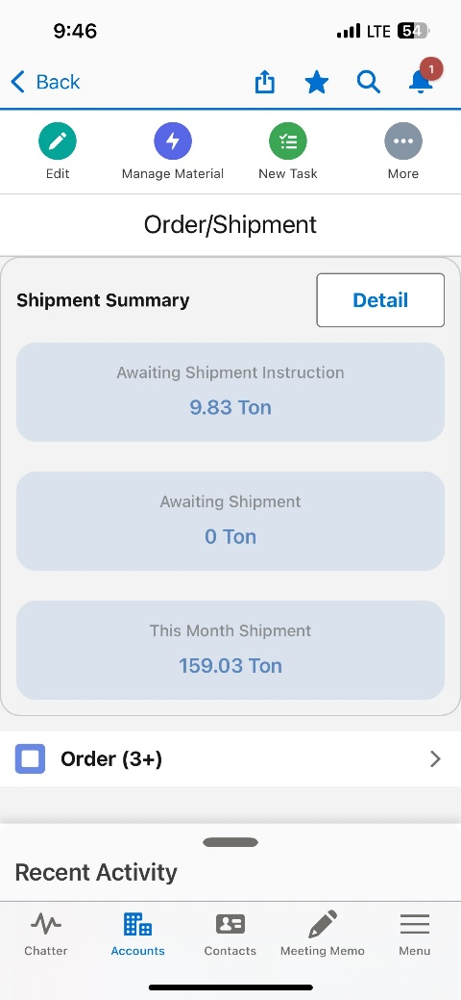 9:46
LTE 54
Back
1
Edit
Manage Material
New Task
More
Order/Shipment
Shipment Summary
Detail
Awaiting Shipment Instruction
9.83 Ton
Awaiting Shipment
0 Ton
This Month Shipment
159.03 Ton
Order (3+)
Recent Activity
Chatter
Accounts
Contacts
Meeting Memo
Menu